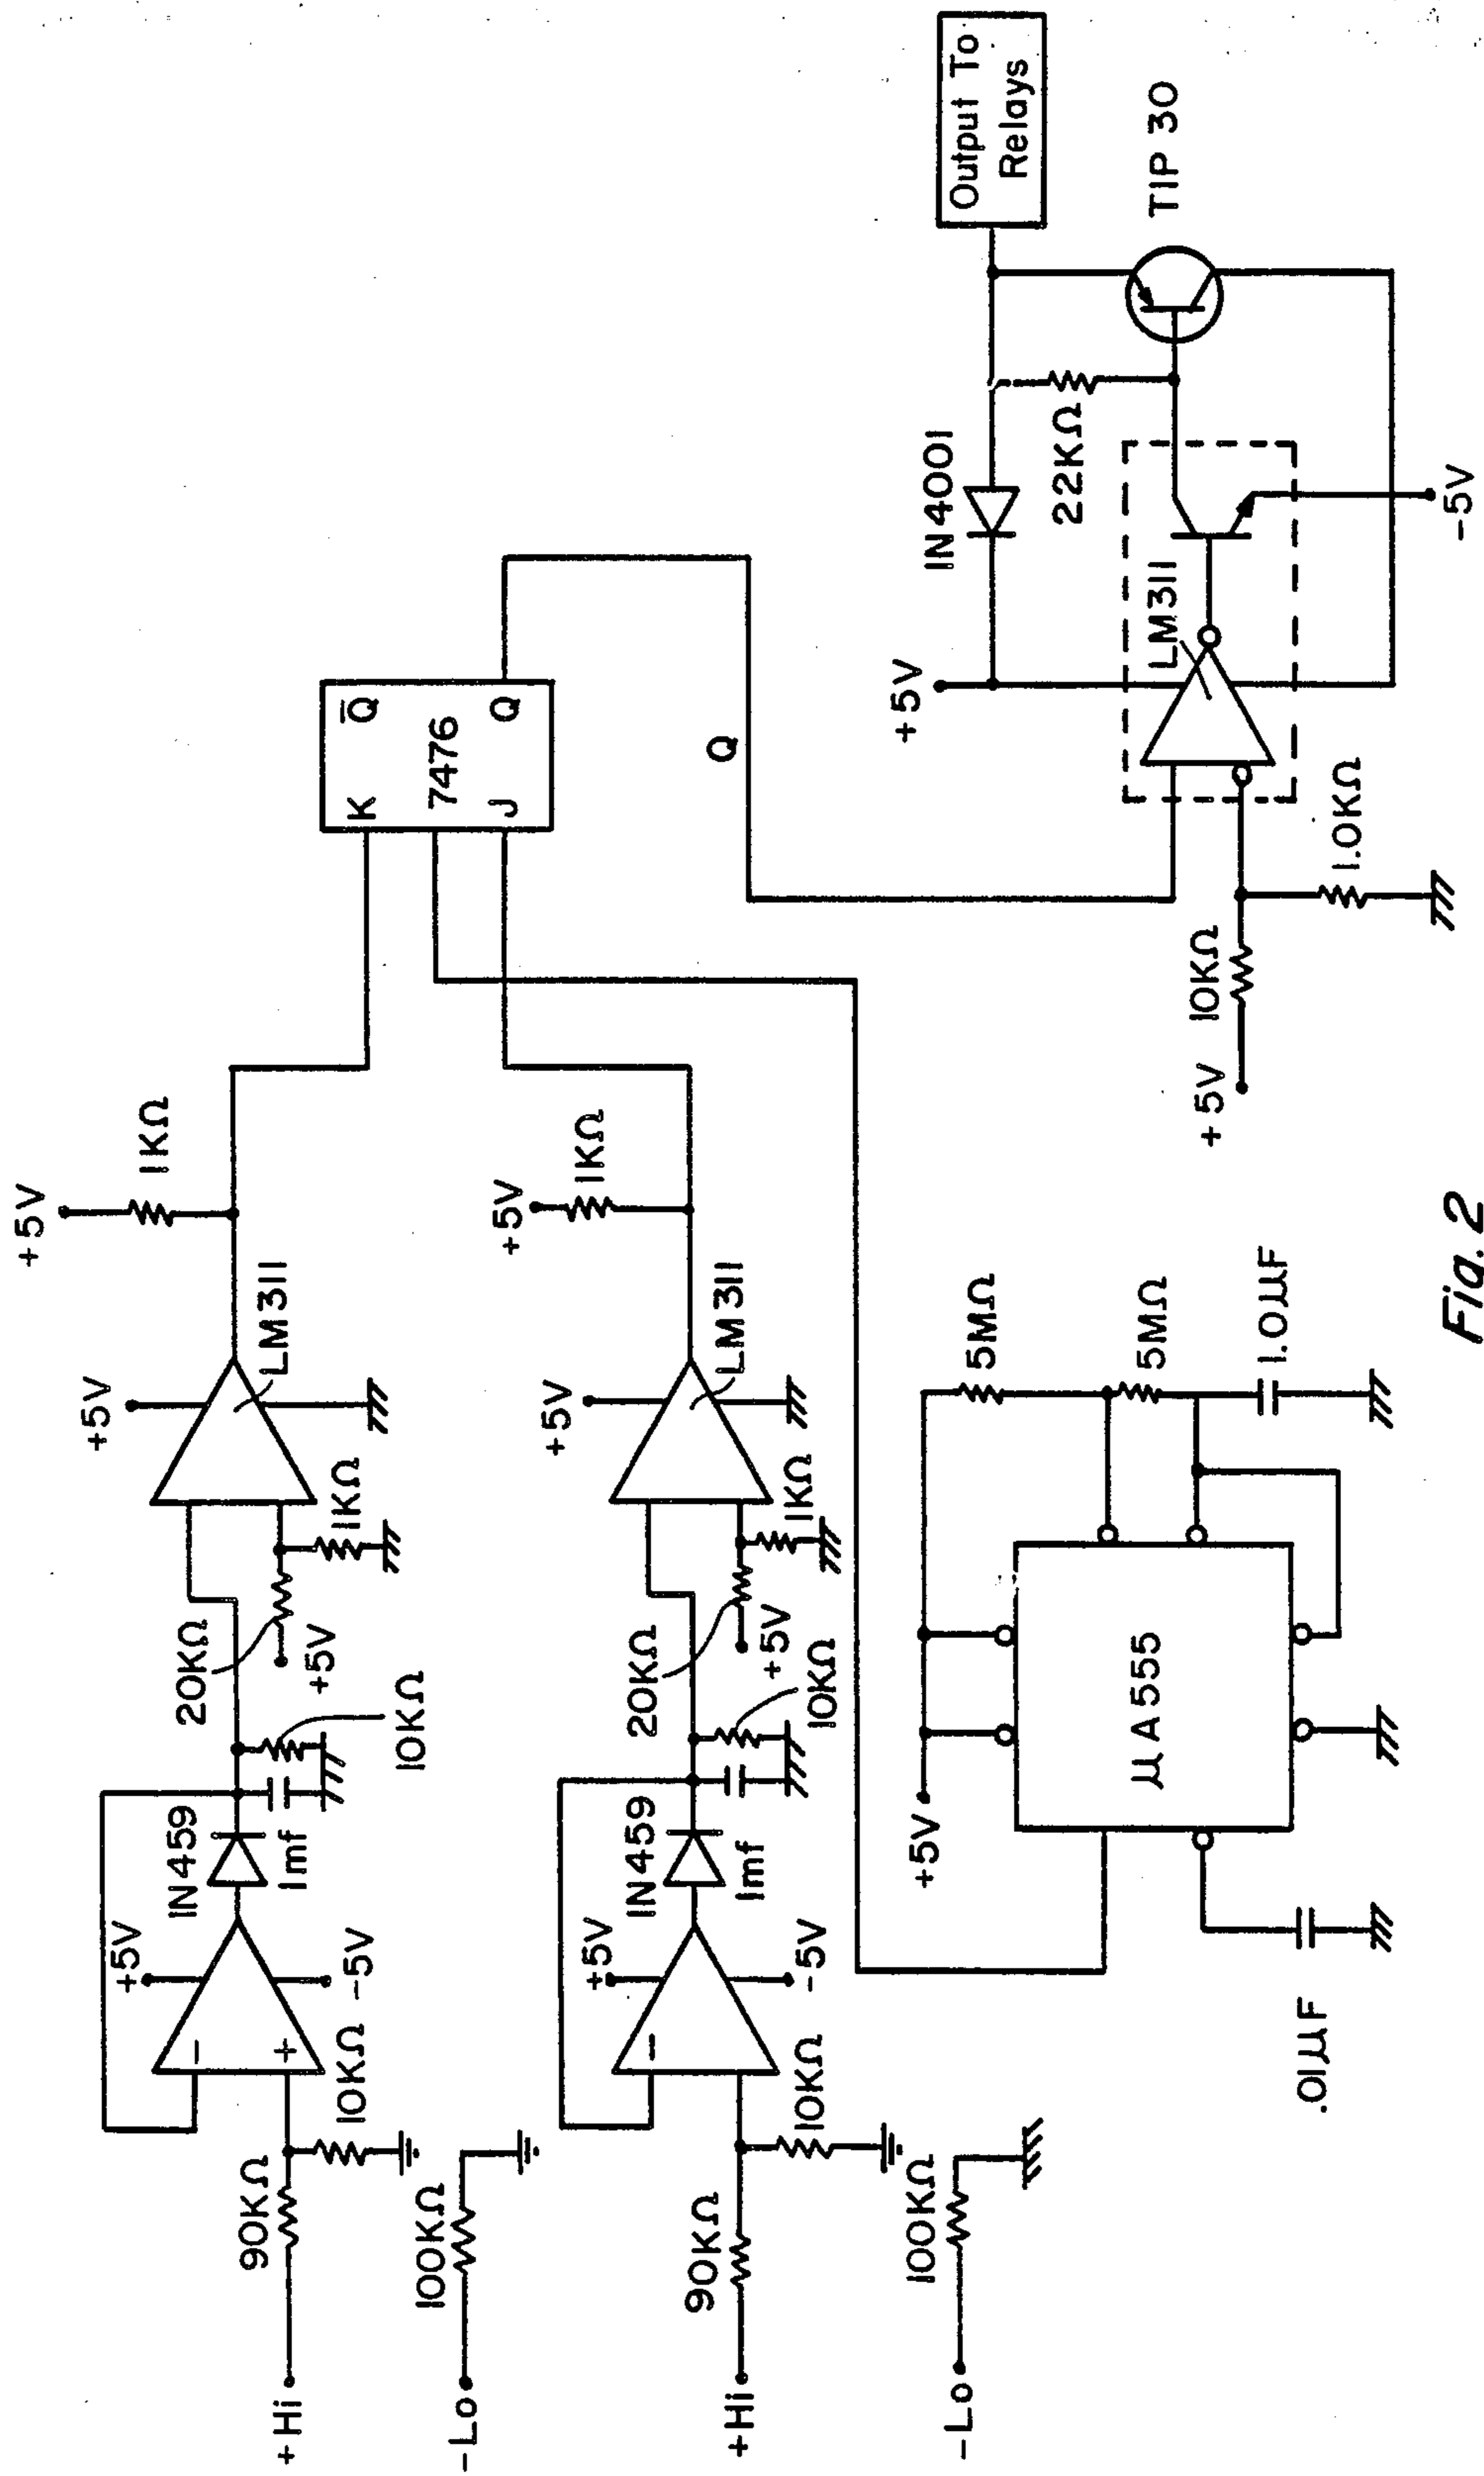 +5V
1KΩ
+5V
LM311
1KΩ
20KΩ
+5V
10KΩ
1N459
1mf
+5V
-5V
-
+
10KΩ
90KΩ
+Hi
100KΩ
-Lo
+5V
1KΩ
+5V
LM311
1KΩ
20KΩ
+5V
10KΩ
1N459
1mf
+5V
-5V
-
10KΩ
90KΩ
+Hi
100KΩ
-Lo
K
Q̅
7476
J
Q
Q
+5V
μA555
5MΩ
5MΩ
1.0μF
.01μF
+5V
10KΩ
1.0KΩ
+5V
LM311
1N4001
22KΩ
-5V
TIP 30
Output To
Relays
Fig. 2